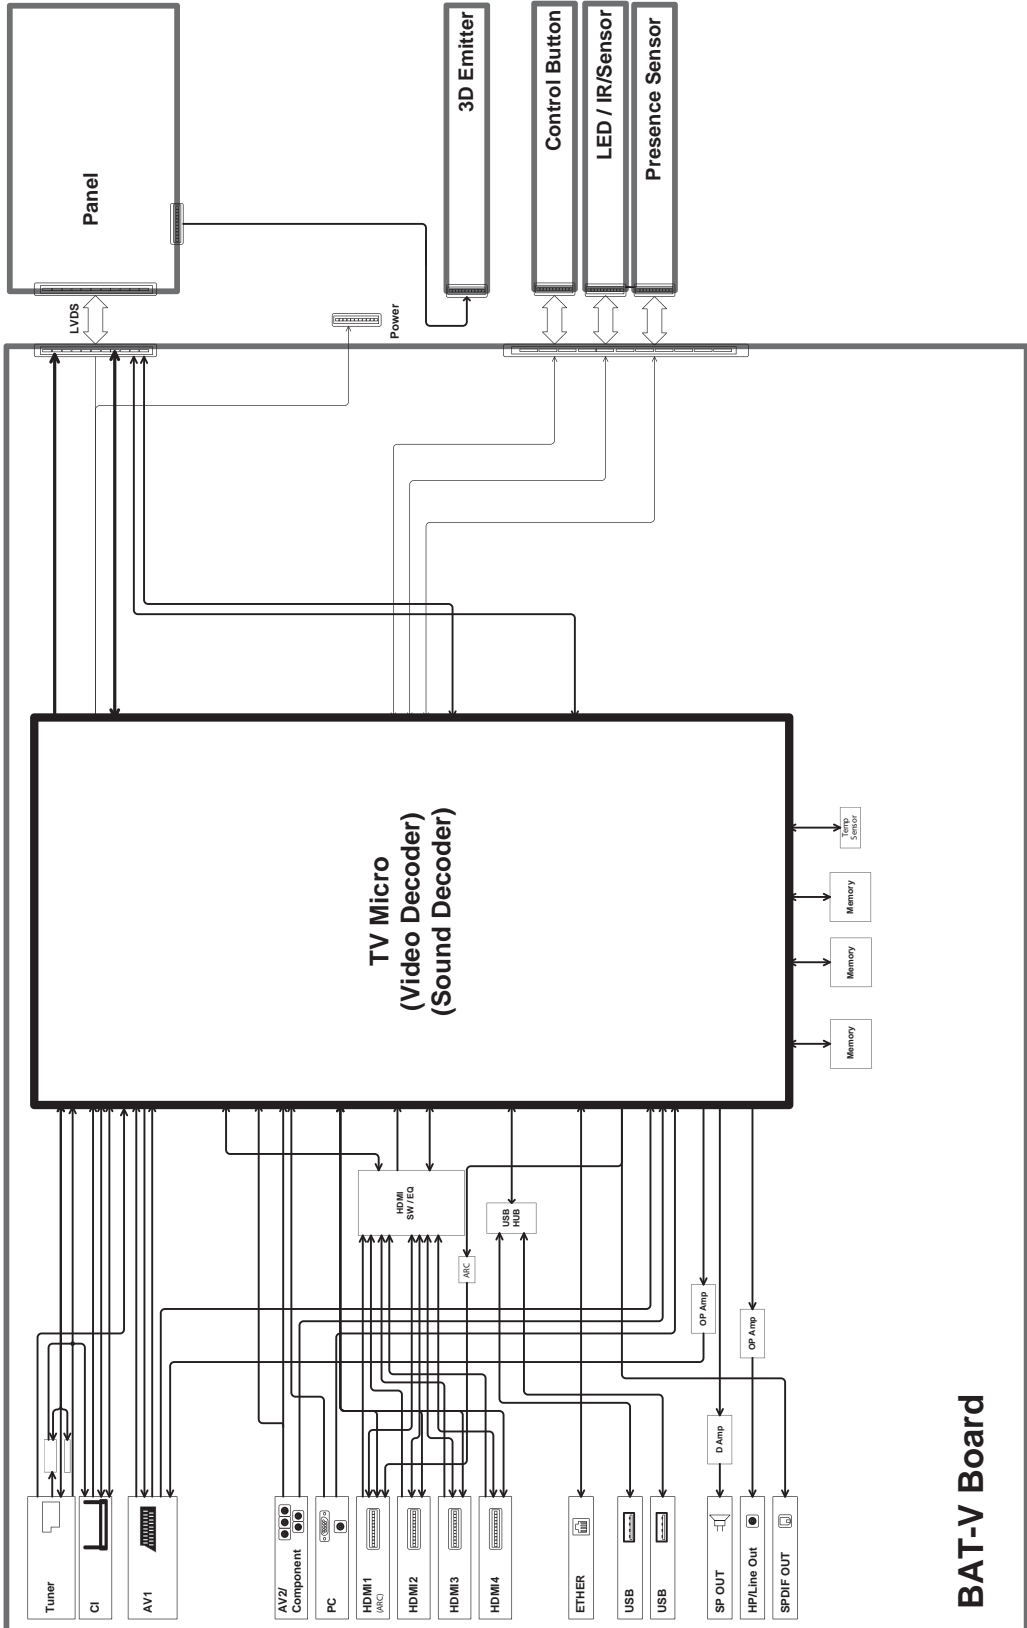 Tuner
CI
AV1
AV2/
Component
PC
HDMI1
(ARC)
HDMI2
HDMI3
HDMI4
ETHER
USB
USB
SP OUT
HP/Line Out
SPDIF OUT
HDMI
SW / EQ
ARC
USB
HUB
OP Amp
OP Amp
D Amp
TV Micro
(Video Decoder)
(Sound Decoder)
Memory
Memory
Memory
Temp
Sensor
LVDS
Power
Panel
3D Emitter
Control Button
LED / IR/Sensor
Presence Sensor
BAT-V Board